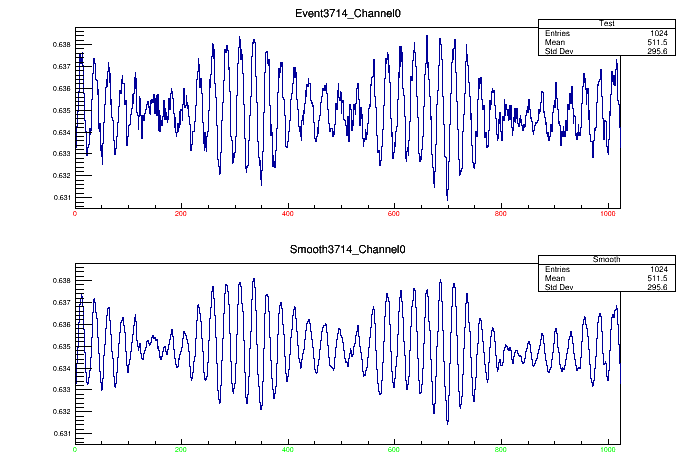 Event3714_Channel0
Test
Entries 1024
Mean 511.5
Std Dev 295.6
0.638
0.637
0.636
0.635
0.634
0.633
0.632
0.631
0 200 400 600 800 1000
Smooth3714_Channel0
Smooth
Entries 1024
Mean 511.5
Std Dev 295.6
0.638
0.637
0.636
0.635
0.634
0.633
0.632
0.631
0 200 400 600 800 1000